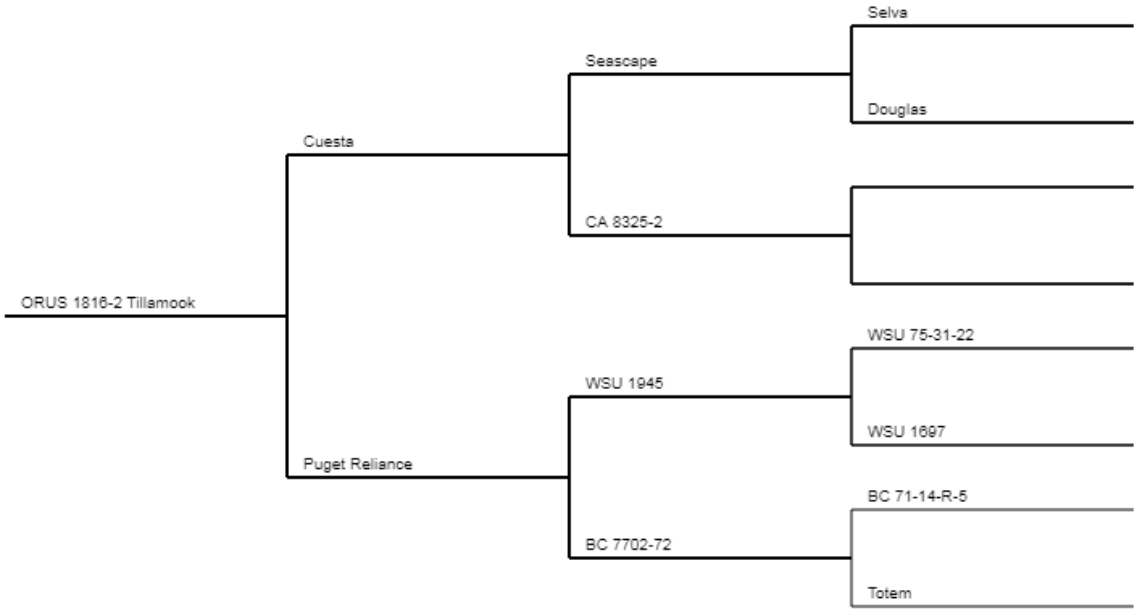 Selva
Seascape
Douglas
Cuesta
CA 8325-2
ORUS 1816-2 Tillamook
WSU 75-31-22
WSU 1945
WSU 1697
Puget Reliance
BC 71-14-R-5
BC 7702-72
Totem